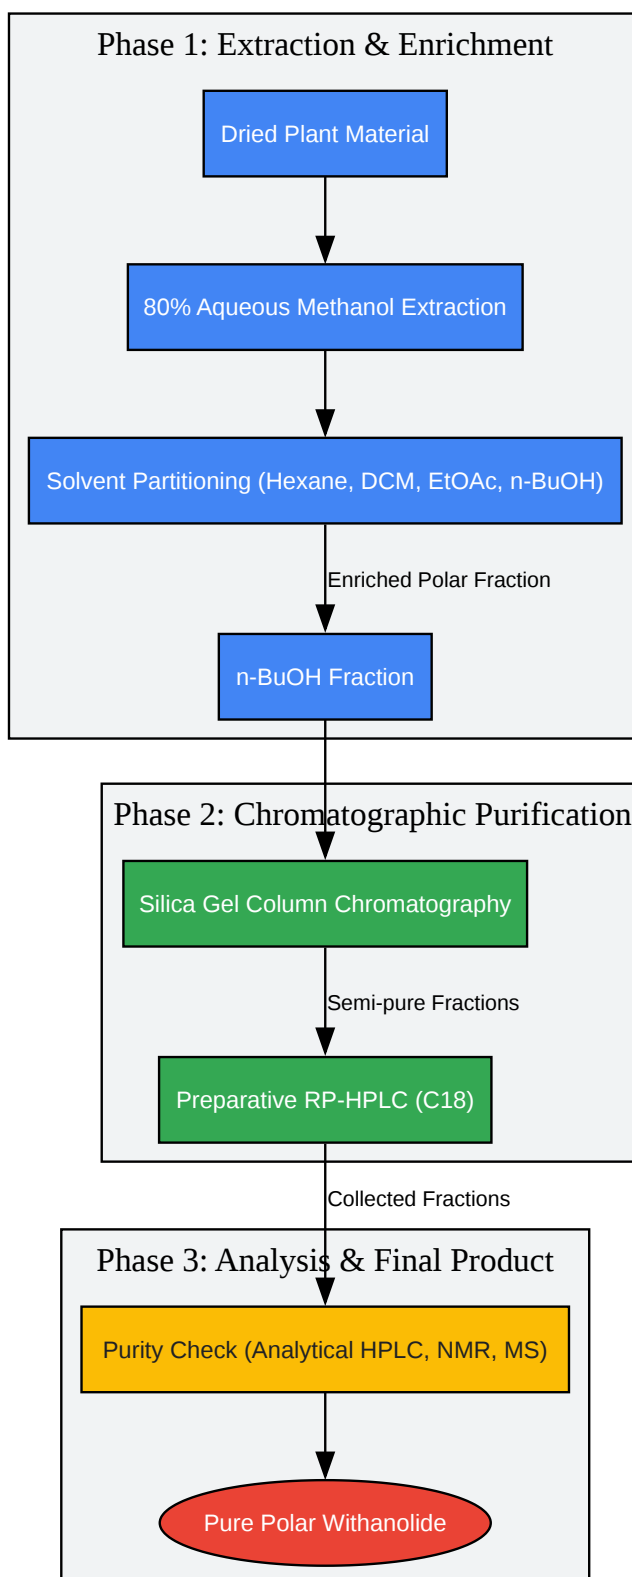 Phase 1: Extraction & Enrichment
Dried Plant Material
80% Aqueous Methanol Extraction
Solvent Partitioning (Hexane, DCM, EtOAc, n-BuOH)
Enriched Polar Fraction
n-BuOH Fraction
Phase 2: Chromatographic Purification
Silica Gel Column Chromatography
Semi-pure Fractions
Preparative RP-HPLC (C18)
Collected Fractions
Phase 3: Analysis & Final Product
Purity Check (Analytical HPLC, NMR, MS)
Pure Polar Withanolide